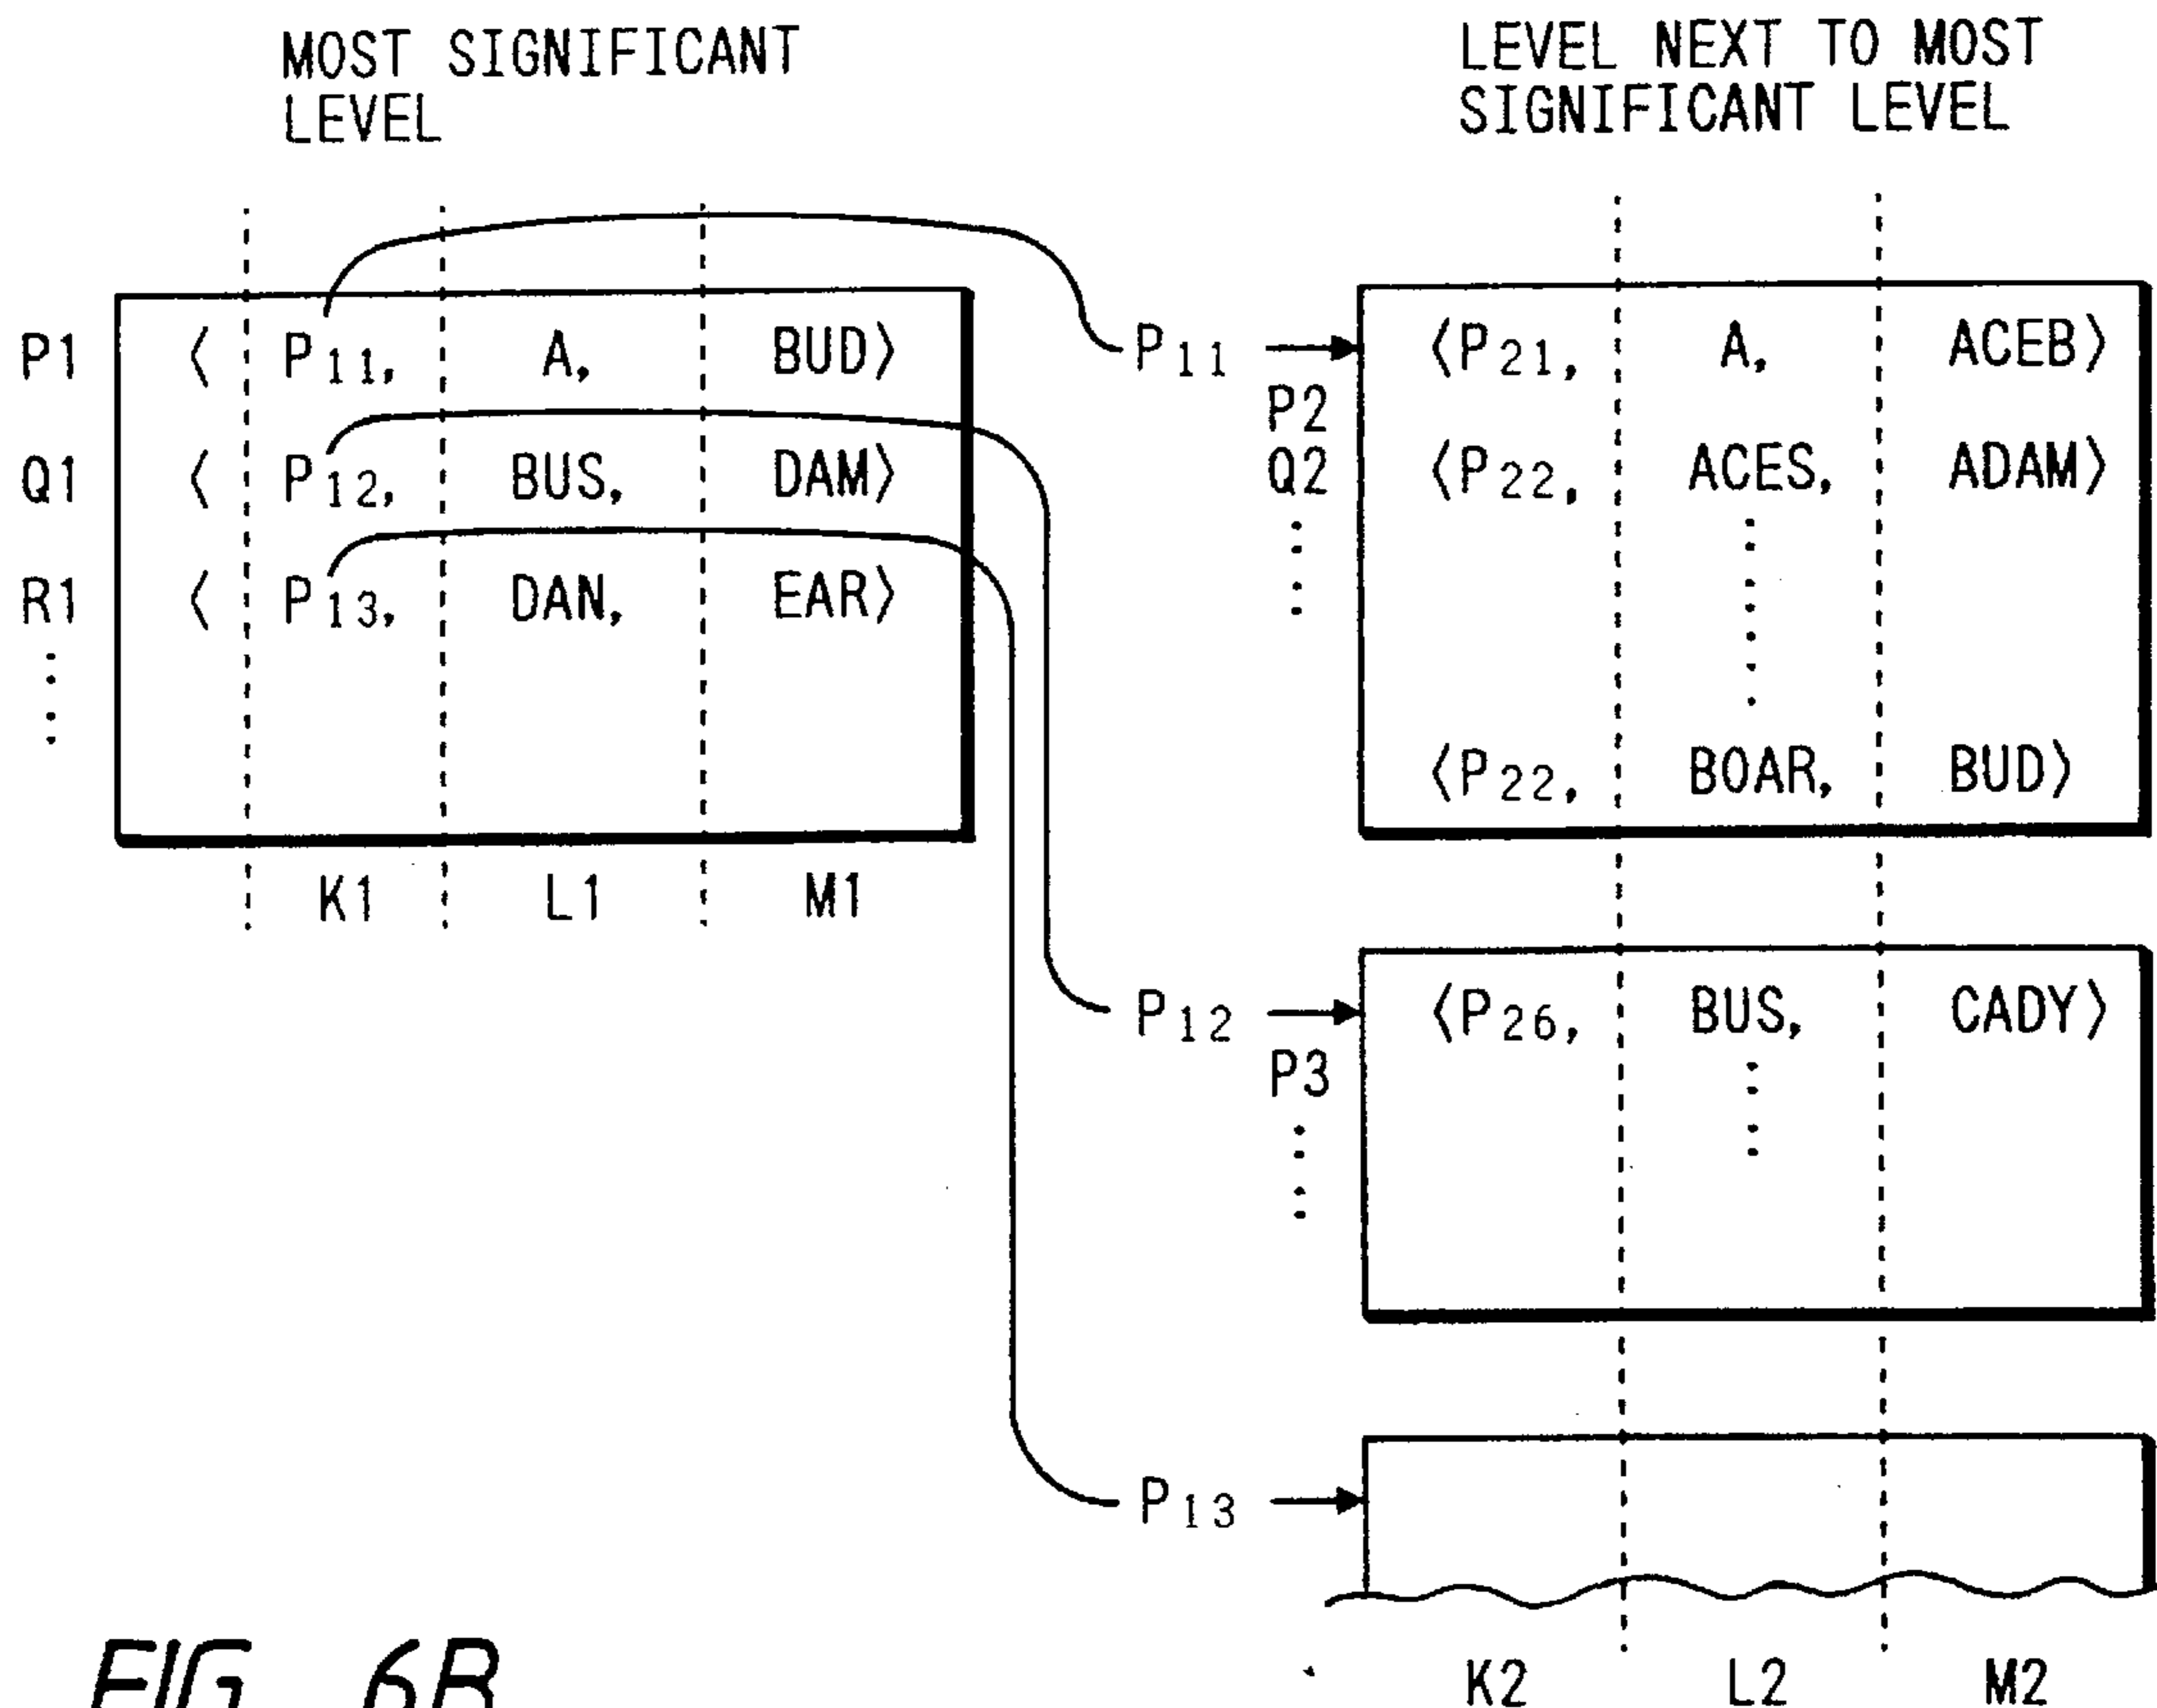 MOST SIGNIFICANT
LEVEL
LEVEL NEXT TO MOST
SIGNIFICANT LEVEL
P1 〈 P11, A, BUD〉
Q1 〈 P12, BUS, DAM〉
R1 〈 P13, DAN, EAR〉
K1 L1 M1
P11 〈P21, A, ACEB〉
P2
Q2 〈P22, ACES, ADAM〉
〈P22, BOAR, BUD〉
P12 〈P26, BUS, CADY〉
P3
P13
K2 L2 M2
FIG 6B